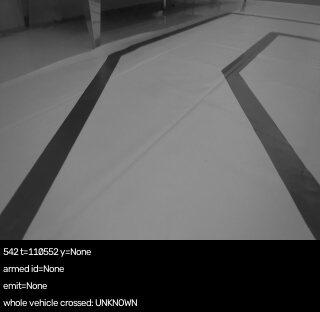 542 t=110552 y=None
armed id=None
emit=None
whole vehicle crossed: UNKNOWN